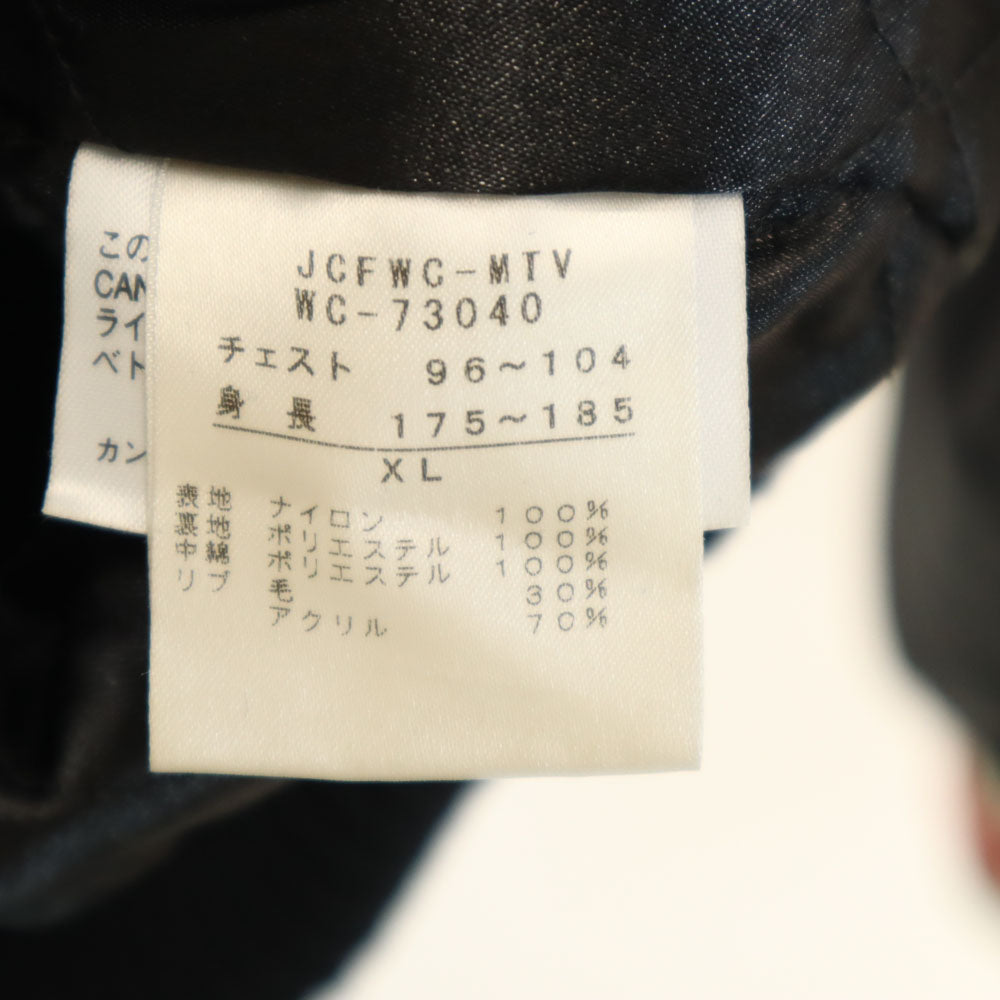 この
CAN
ライ
ベト
カン
JCFWC-MTV
WC-73040
チェスト 96～104
身長 175～185
XL
表地 ナイロン 100%
裏地 ポリエステル 100%
中綿 ポリエステル 100%
リブ 毛 30%
アクリル 70%